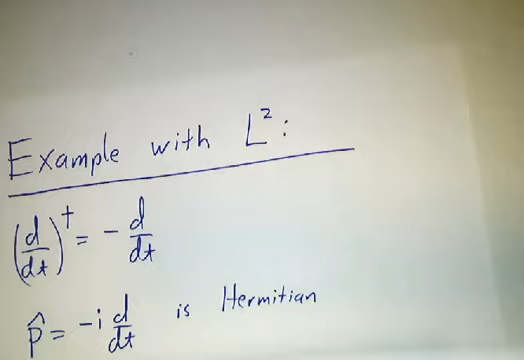 Example with L²:
(d/dt)† = - d/dt
p̂ = -i d/dt is Hermitian